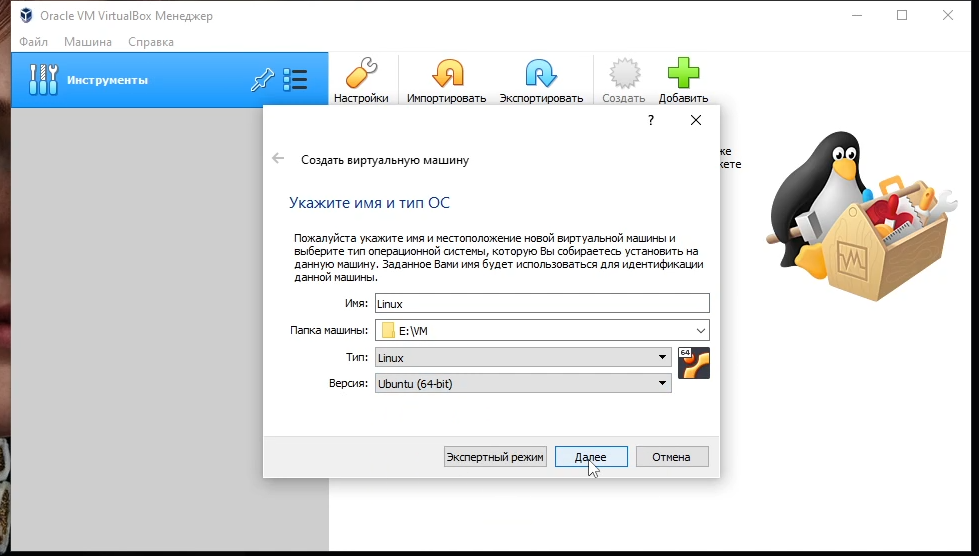 Oracle VM VirtualBox Менеджер
Файл Машина Справка
Инструменты
Настройки Импортировать Экспортировать Создать Добавить
же
жете
?
Создать виртуальную машину
Укажите имя и тип ОС
Пожалуйста укажите имя и местоположение новой виртуальной машины и
выберите тип операционной системы, которую Вы собираетесь установить на
данную машину. Заданное Вами имя будет использоваться для идентификации
данной машины.
Имя: Linux
Папка машины: E:\VM
Тип: Linux
64
Версия: Ubuntu (64-bit)
Экспертный режим Далее Отмена